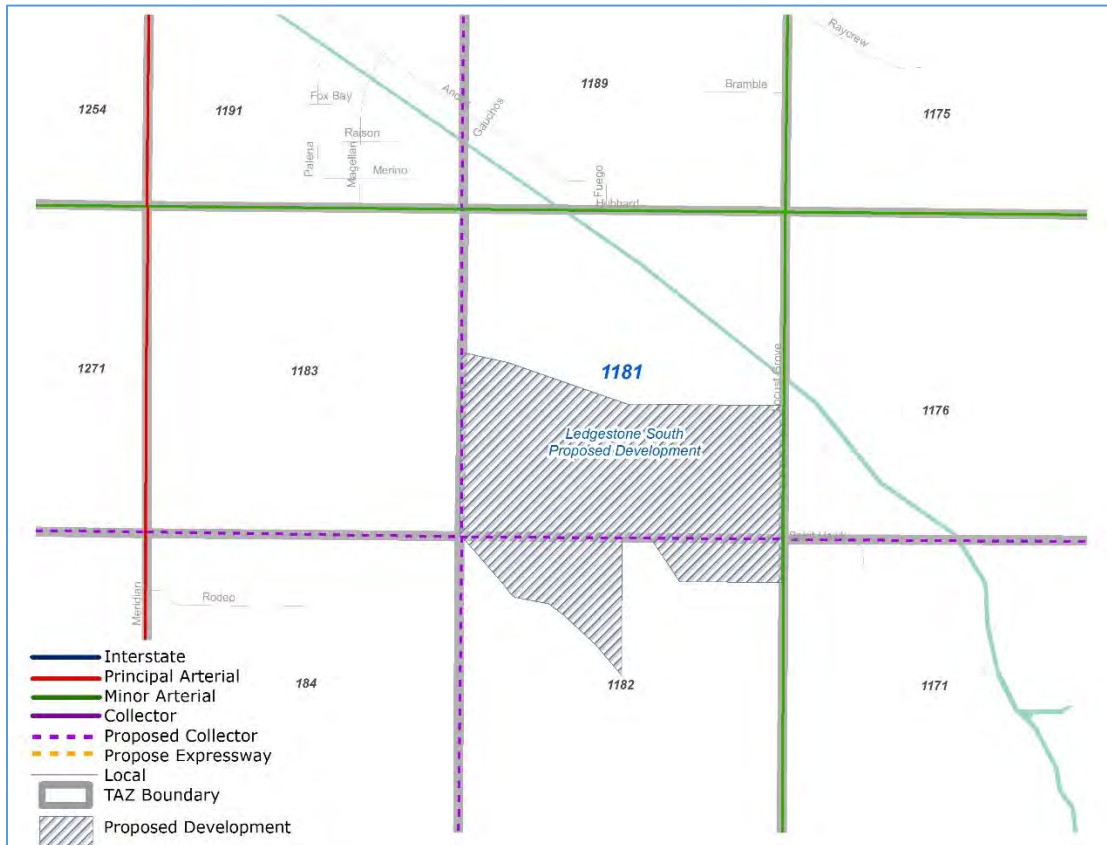 Raycrew
1189
Bramble
1254
1191
Fox Bay
Gauchos
1175
Raison
Palena
Magellan
Merino
Fuego
Hubbard
1271
1183
1181
Locust Grove
1176
Ledgestone South
Proposed Development
Meridian
Rodeo
184
1182
1171
Interstate
Principal Arterial
Minor Arterial
Collector
Proposed Collector
Propose Expressway
Local
TAZ Boundary
Proposed Development